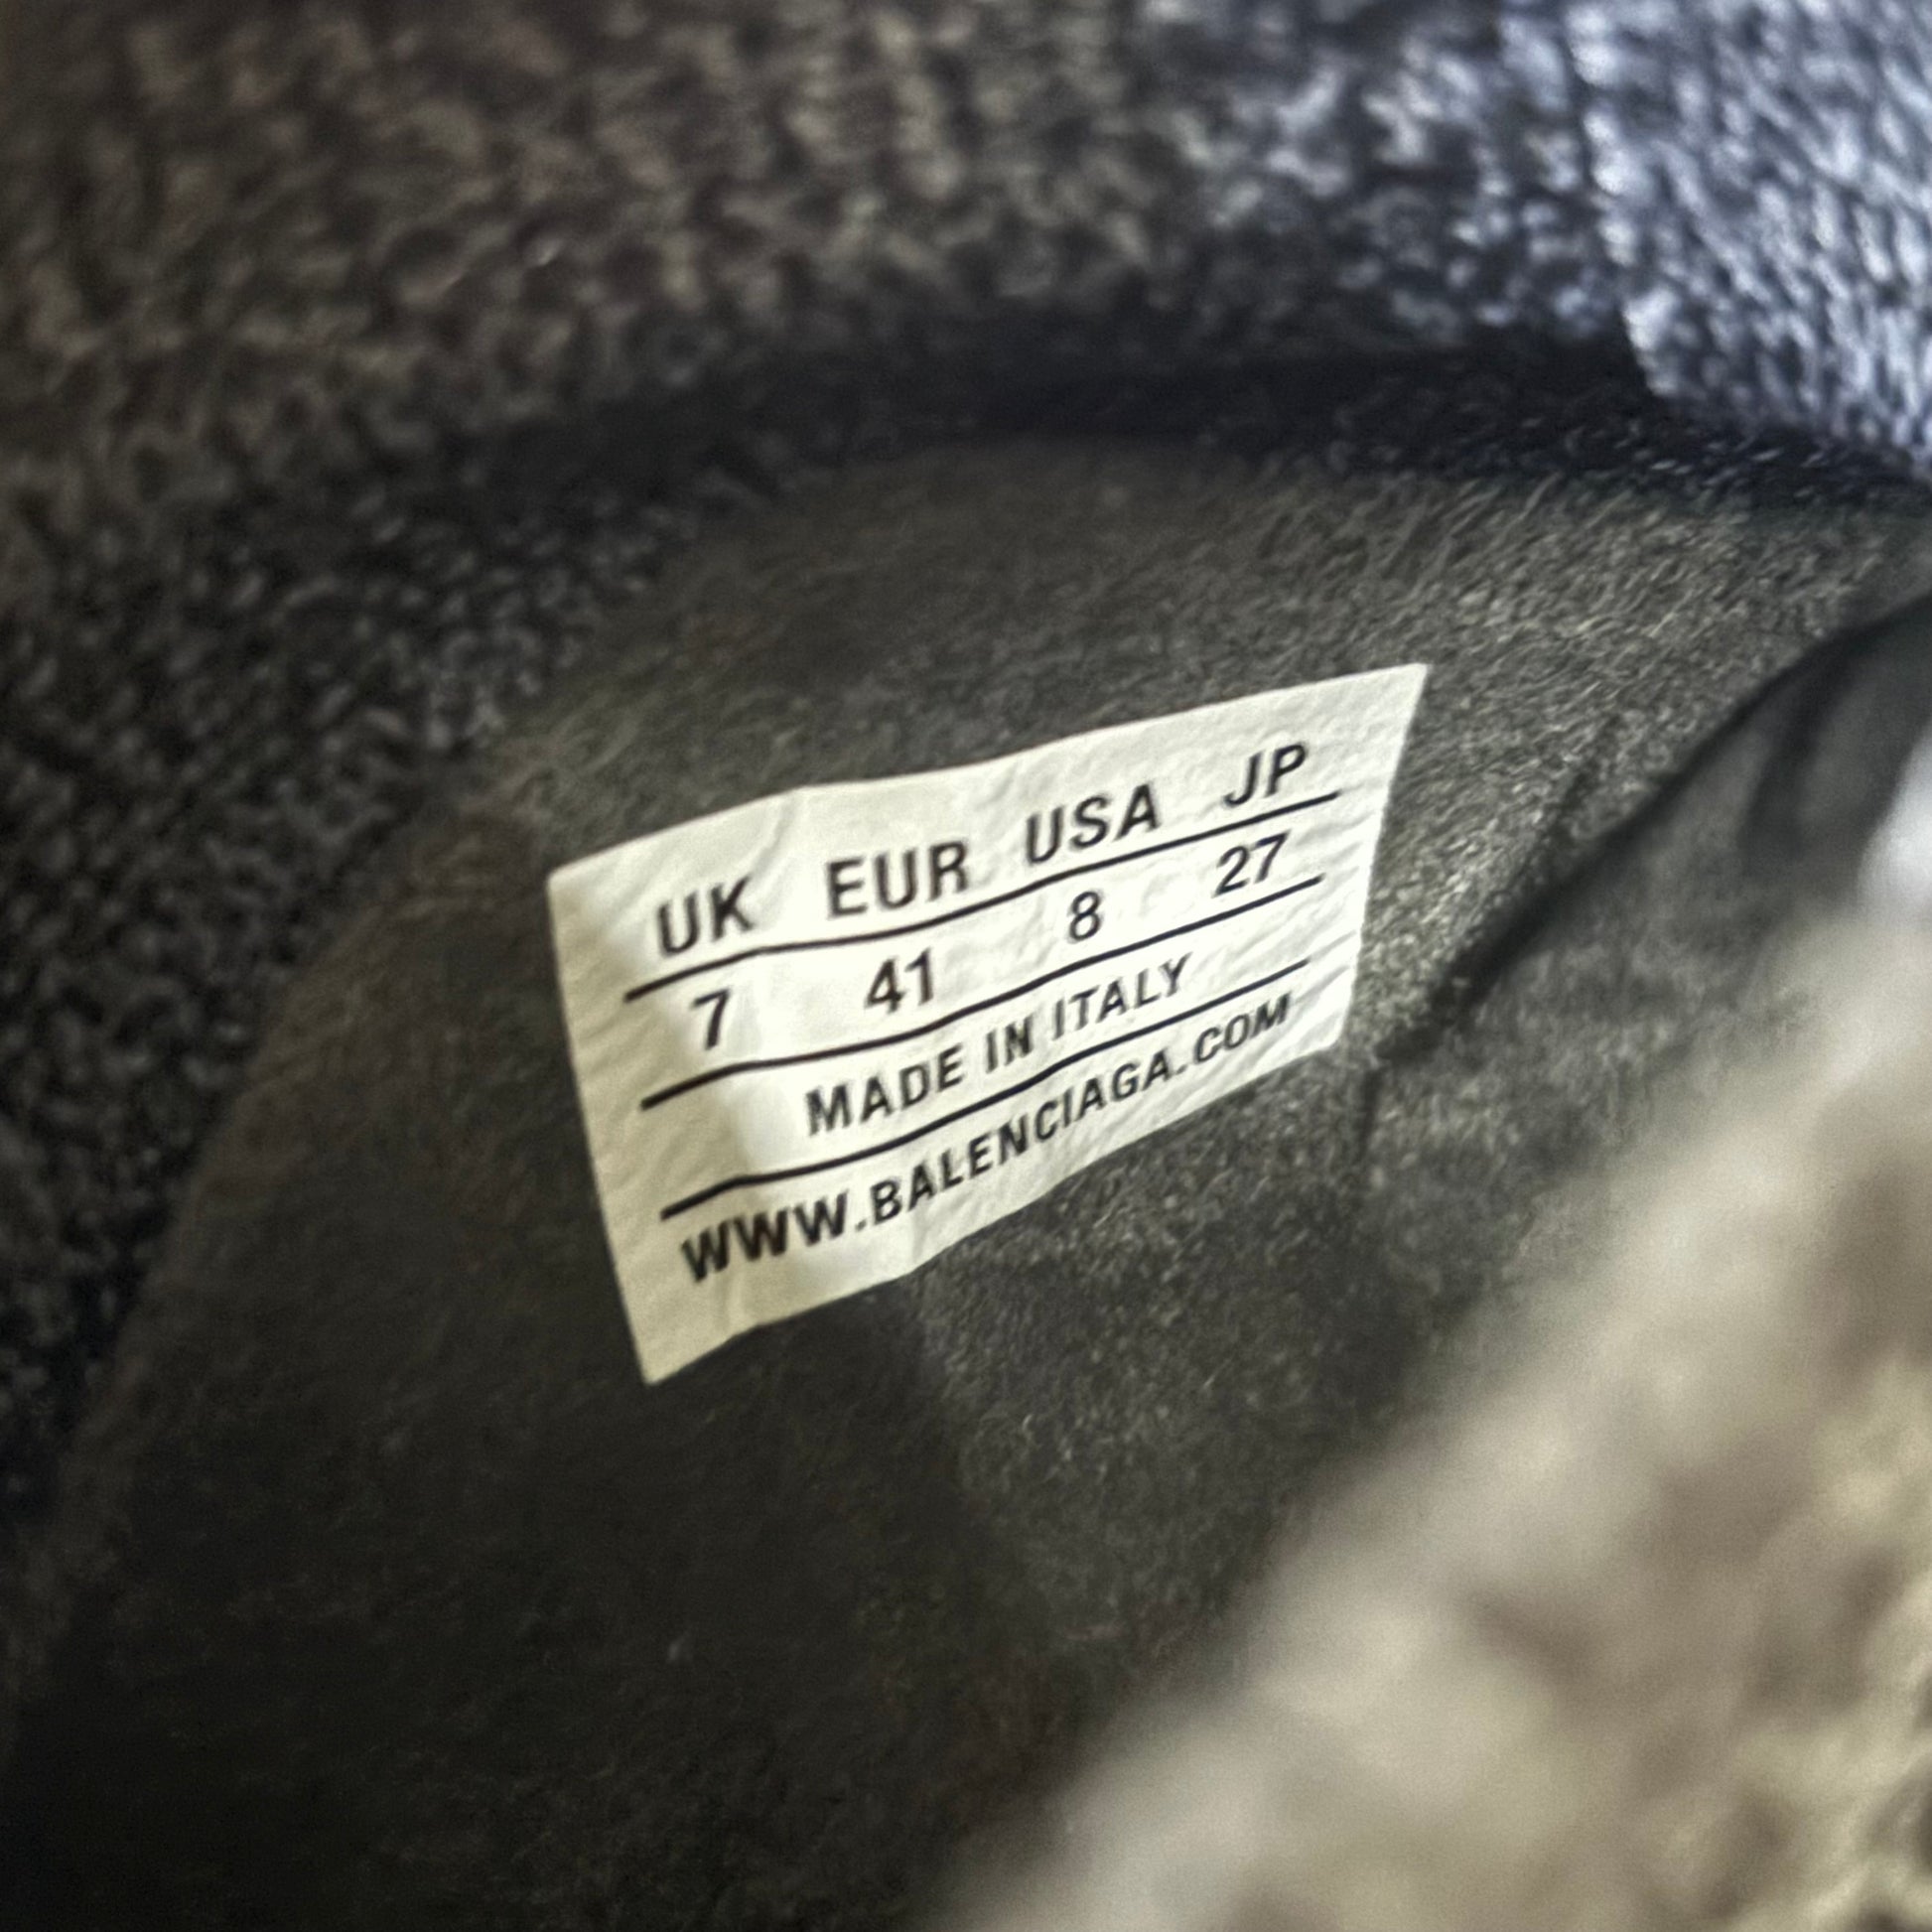 UK EUR USA JP
7 41 8 27
MADE IN ITALY
WWW.BALENCIAGA.COM